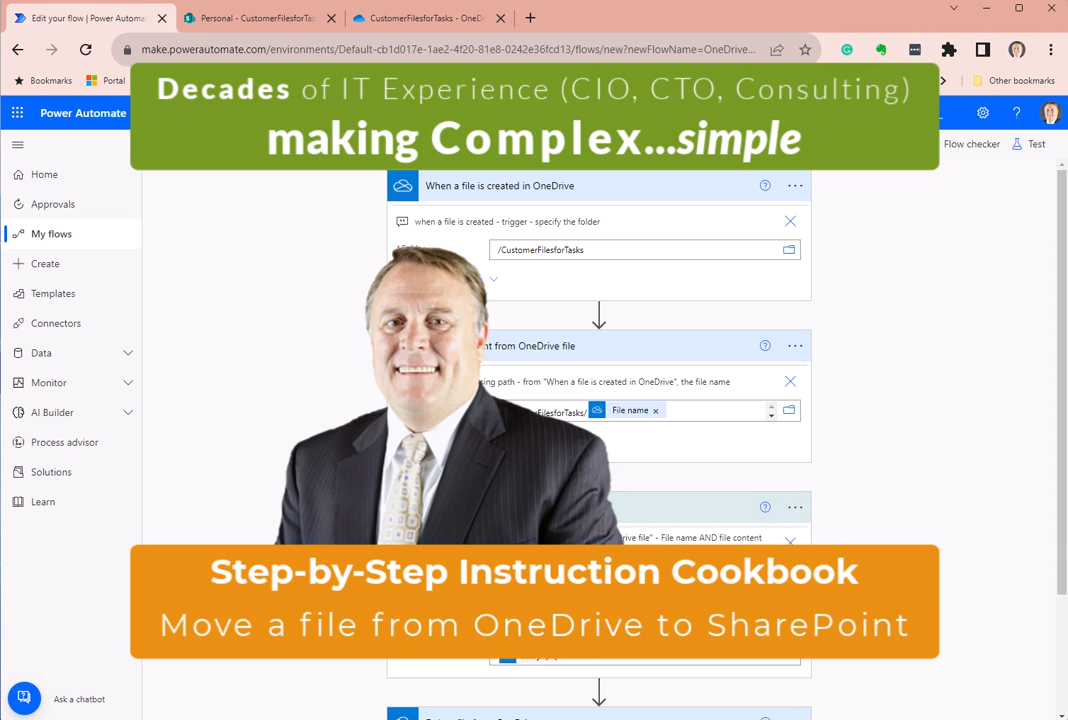 Edit your flow | Power Automate
Personal - CustomerFilesforTas
CustomerFilesforTasks - OneD
make.powerautomate.com/environments/Default-cb1d017e-1ae2-4f20-81e8-0242e36fcd13/flows/new?newFlowName=OneDrive...
Bookmarks
Portal
Other bookmarks
Decades of IT Experience (CIO, CTO, Consulting)
making Complex...simple
Power Automate
Flow checker
Test
Home
Approvals
My flows
Create
Templates
Connectors
Data
Monitor
AI Builder
Process advisor
Solutions
Learn
Ask a chatbot
When a file is created in OneDrive
when a file is created - trigger - specify the folder
/CustomerFilesforTasks
nt from OneDrive file
ing path - from "When a file is created in OneDrive", the file name
FilesforTasks/ File name
rive file" - File name AND file content
Step-by-Step Instruction Cookbook
Move a file from OneDrive to SharePoint